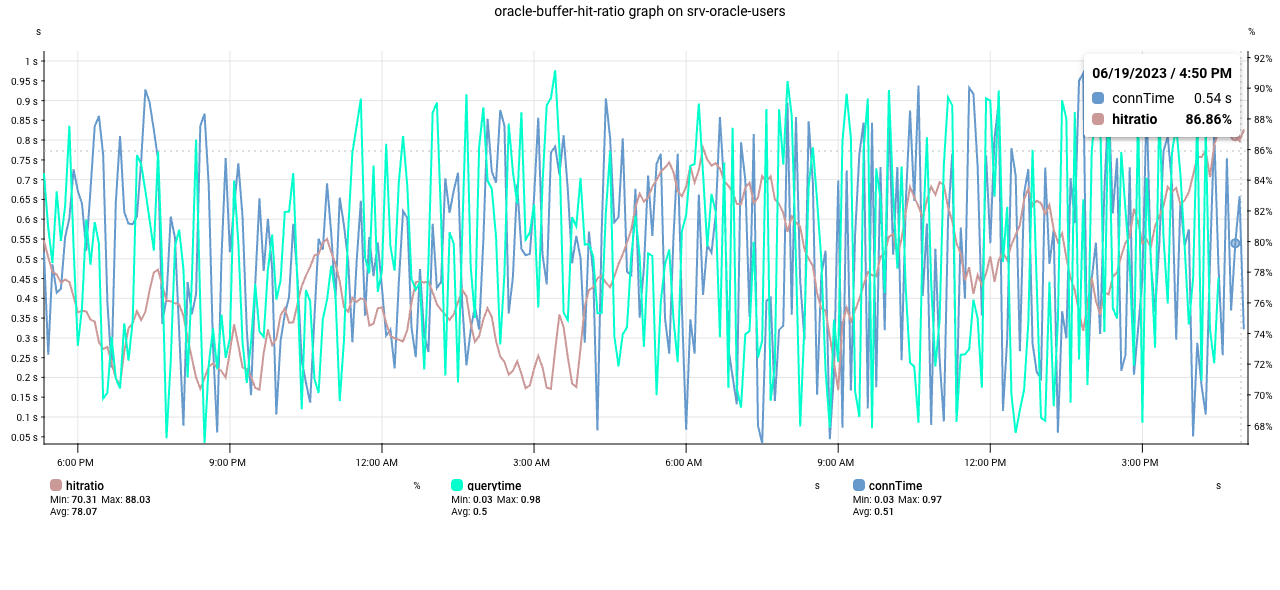 oracle-buffer-hit-ratio graph on srv-oracle-users
s %
1 s
0.95 s
0.9 s
0.85 s
0.8 s
0.75 s
0.7 s
0.65 s
0.6 s
0.55 s
0.5 s
0.45 s
0.4 s
0.35 s
0.3 s
0.25 s
0.2 s
0.15 s
0.1 s
0.05 s
92%
90%
88%
86%
84%
82%
80%
78%
76%
74%
72%
70%
68%
06/19/2023 / 4:50 PM
connTime 0.54 s
hitratio 86.86%
6:00 PM 9:00 PM 12:00 AM 3:00 AM 6:00 AM 9:00 AM 12:00 PM 3:00 PM
hitratio %
Min: 70.31 Max: 88.03
Avg: 78.07
querytime s
Min: 0.03 Max: 0.98
Avg: 0.5
connTime s
Min: 0.03 Max: 0.97
Avg: 0.51